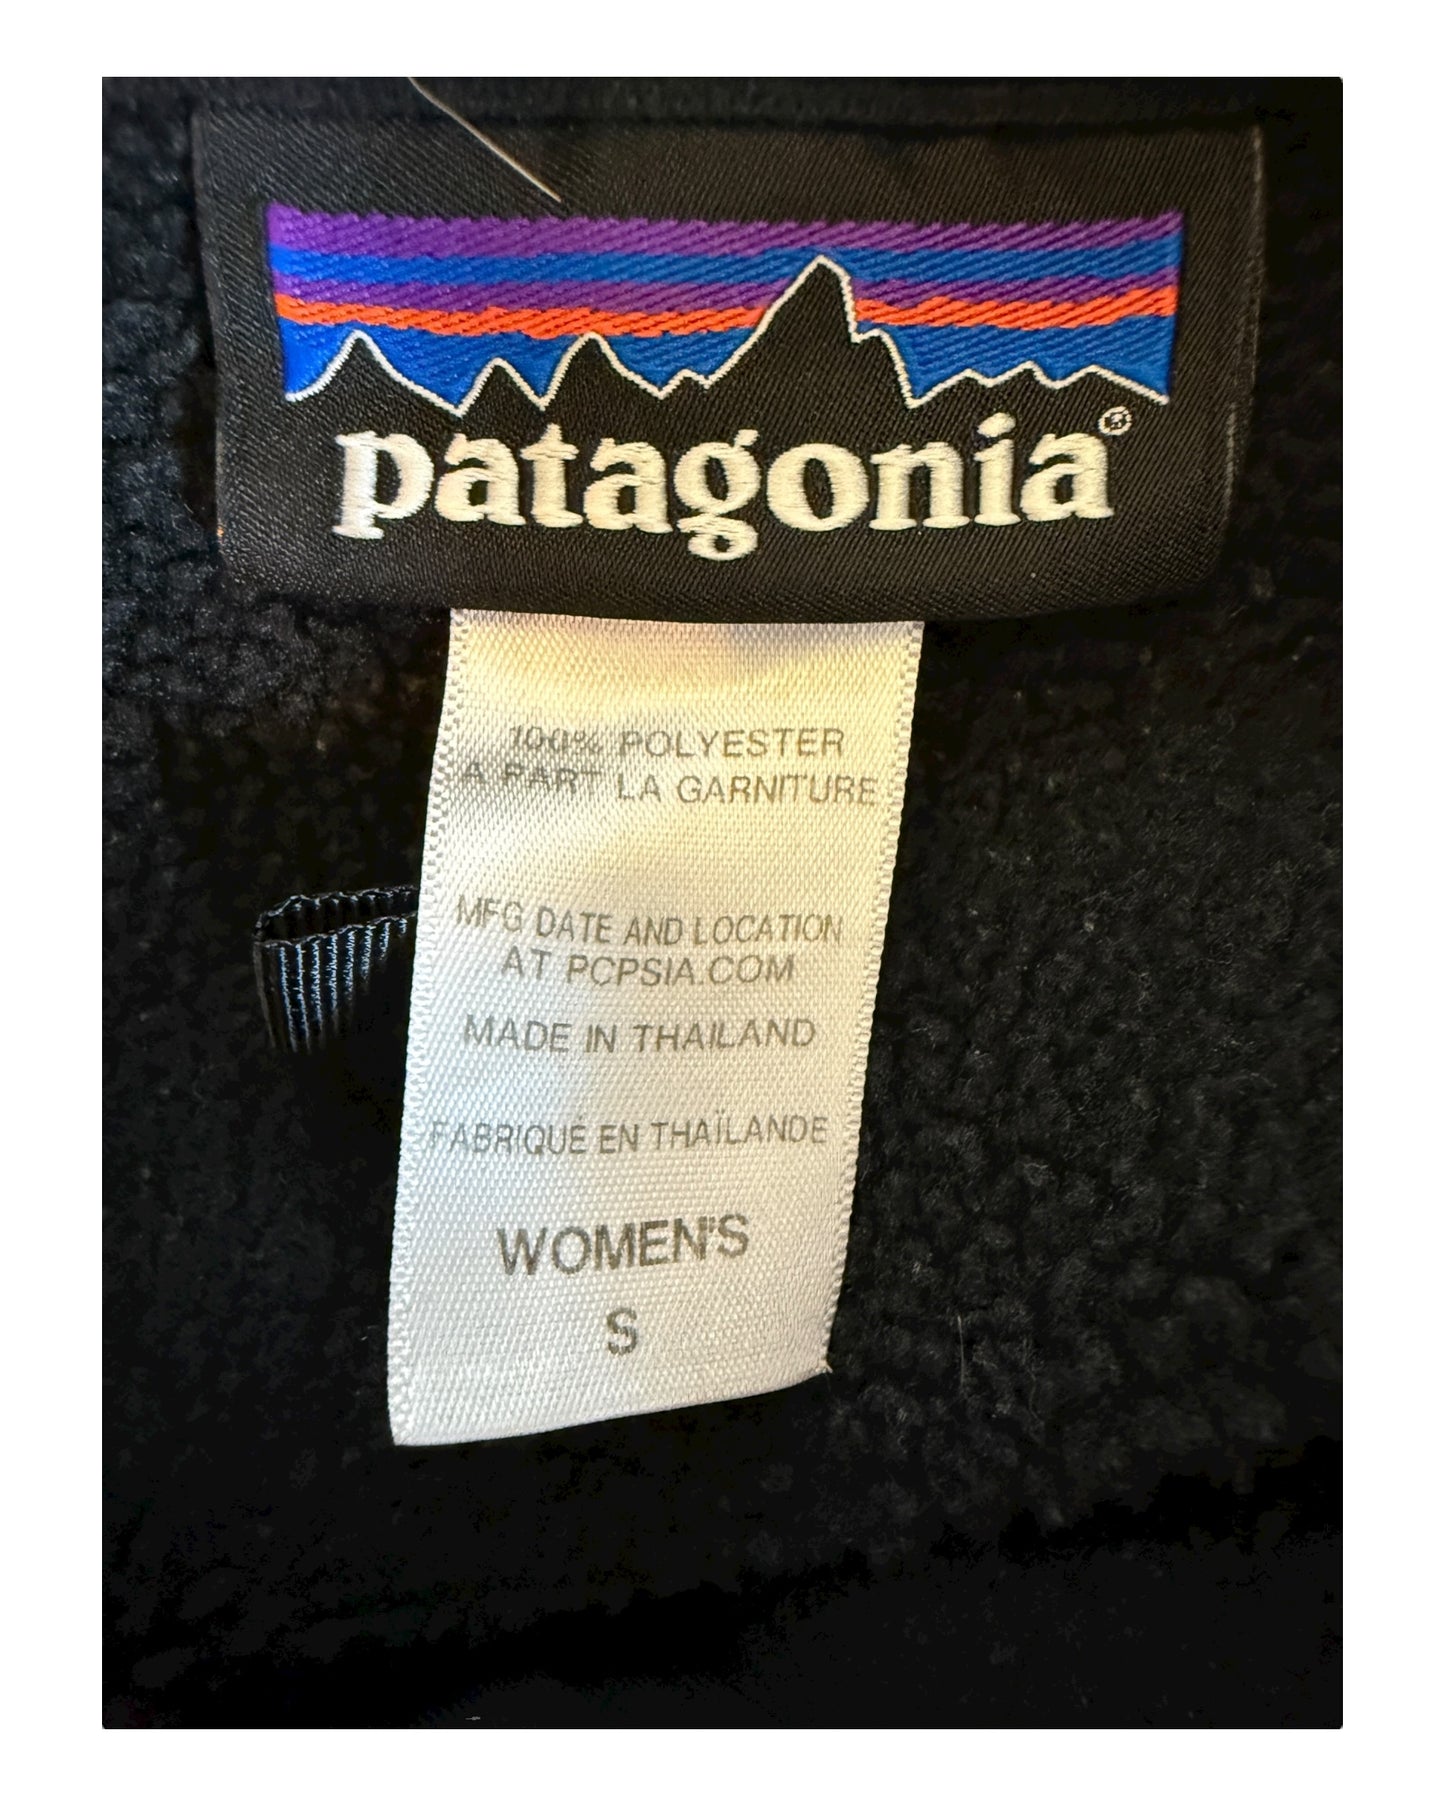 patagonia®
100% POLYESTER
A PART LA GARNITURE
MFG DATE AND LOCATION
AT PCPSIA.COM
MADE IN THAILAND
FABRIQUÉ EN THAÏLANDE
WOMEN'S
S